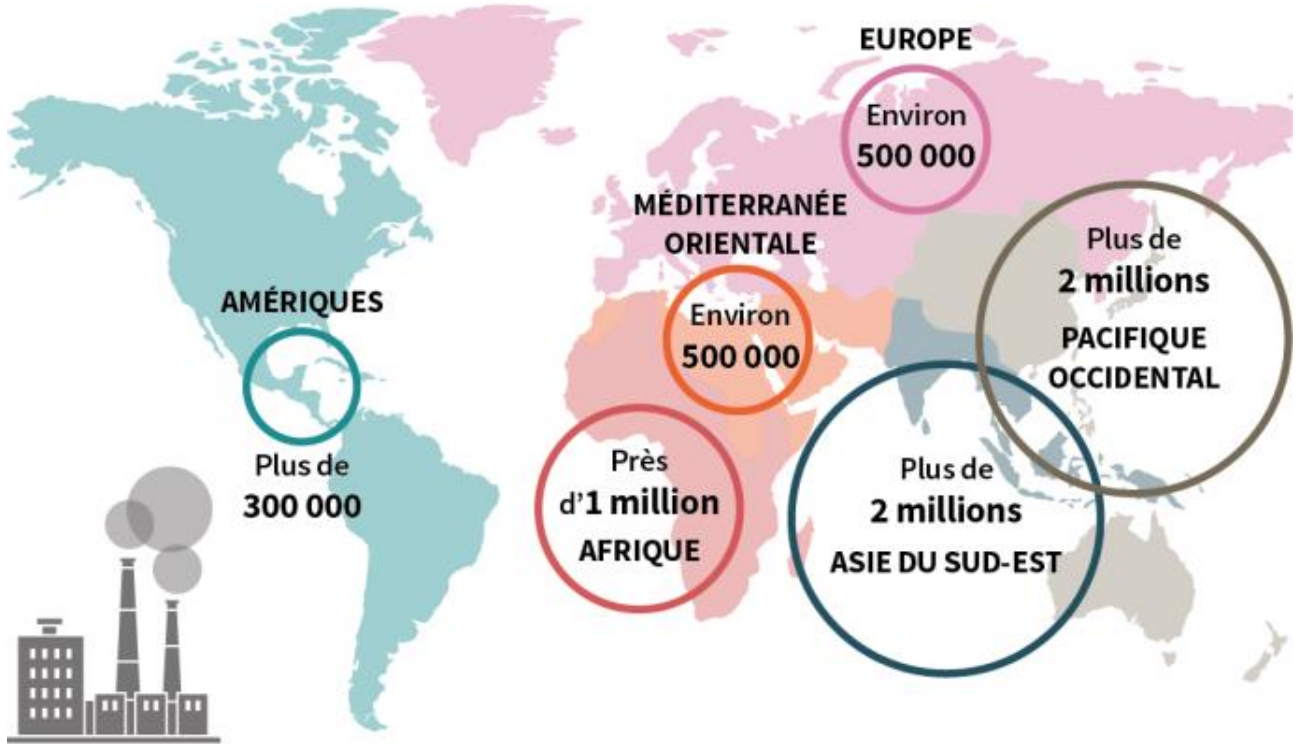 EUROPE
Environ
500 000
MÉDITERRANÉE
ORIENTALE
Environ
500 000
Plus de
2 millions
PACIFIQUE
OCCIDENTAL
AMÉRIQUES
Plus de
300 000
Près
d'1 million
AFRIQUE
Plus de
2 millions
ASIE DU SUD-EST